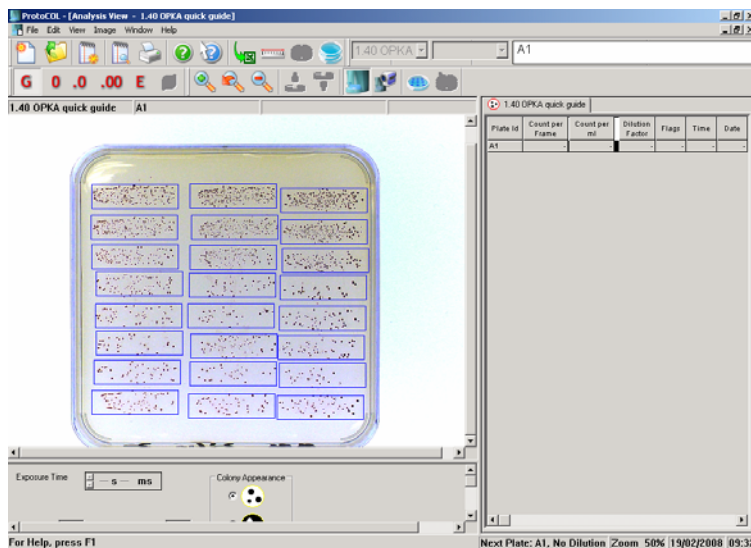 ProtoCOL - [Analysis View - 1.40 OPKA quick guide]
File Edit View Image Window Help
1.40 OPKA
A1
G 0 .0 .00 E
1.40 OPKA quick guide A1
1.40 OPKA quick guide
Plate Id Count per Frame Count per ml Dilution Factor Flags Time Date
A1 - - - - - -
Exposure Time - s - ms
Colony Appearance
For Help, press F1
Next Plate: A1, No Dilution Zoom 50% 19/02/2008 09:3